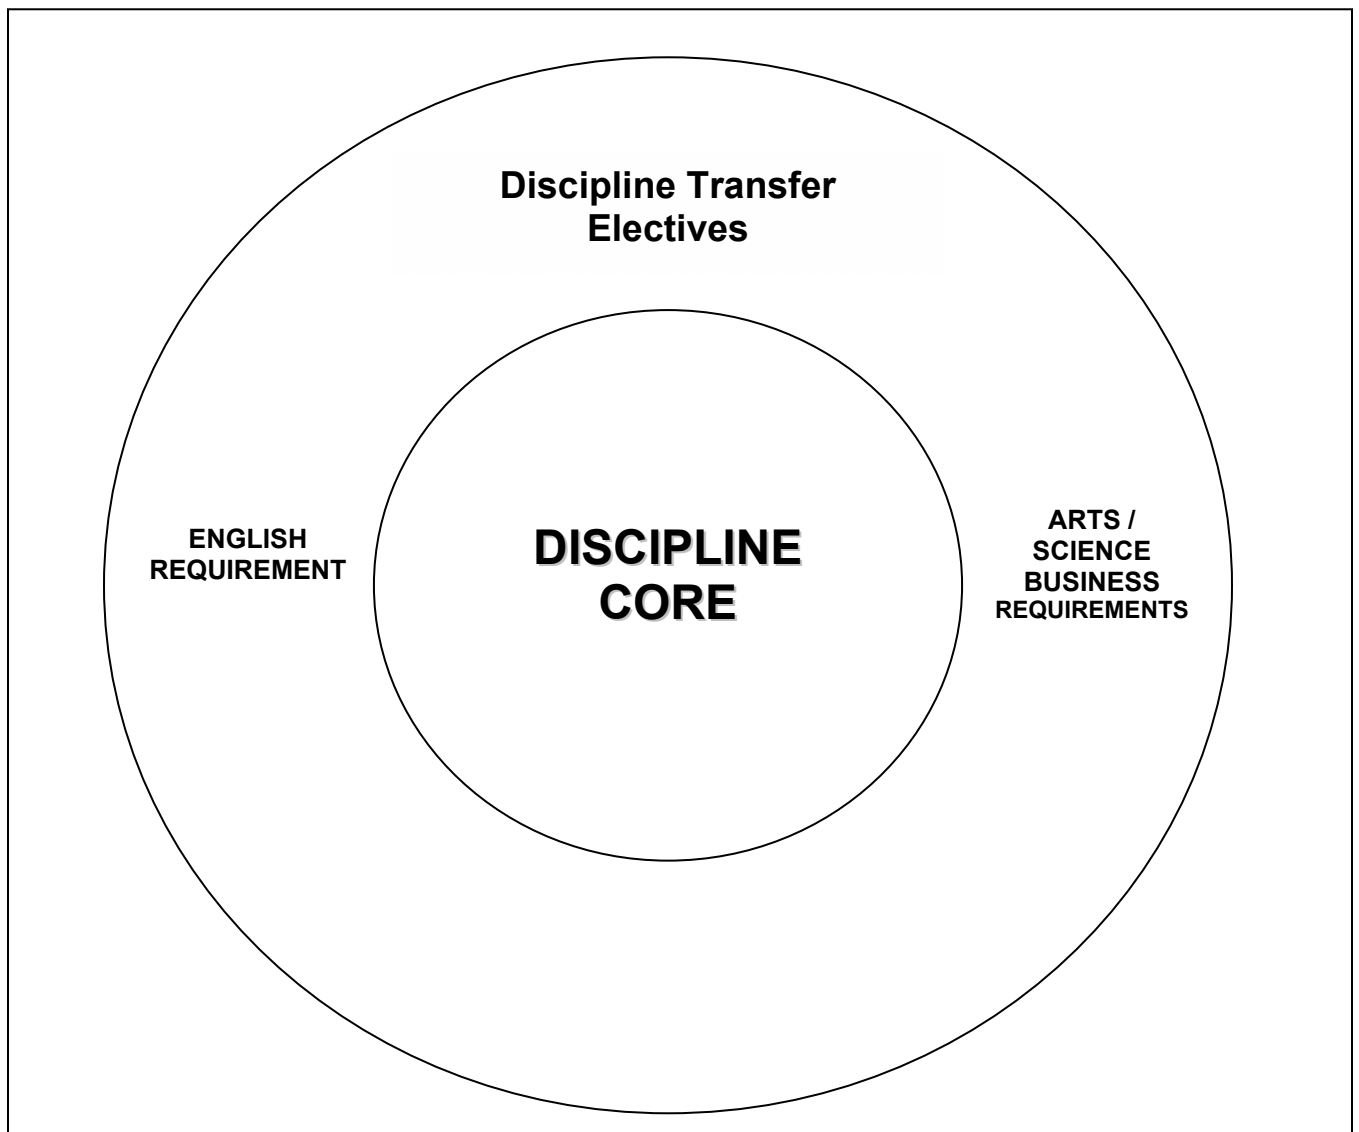 Discipline Transfer
Electives
ENGLISH
REQUIREMENT
DISCIPLINE
CORE
ARTS /
SCIENCE
BUSINESS
REQUIREMENTS